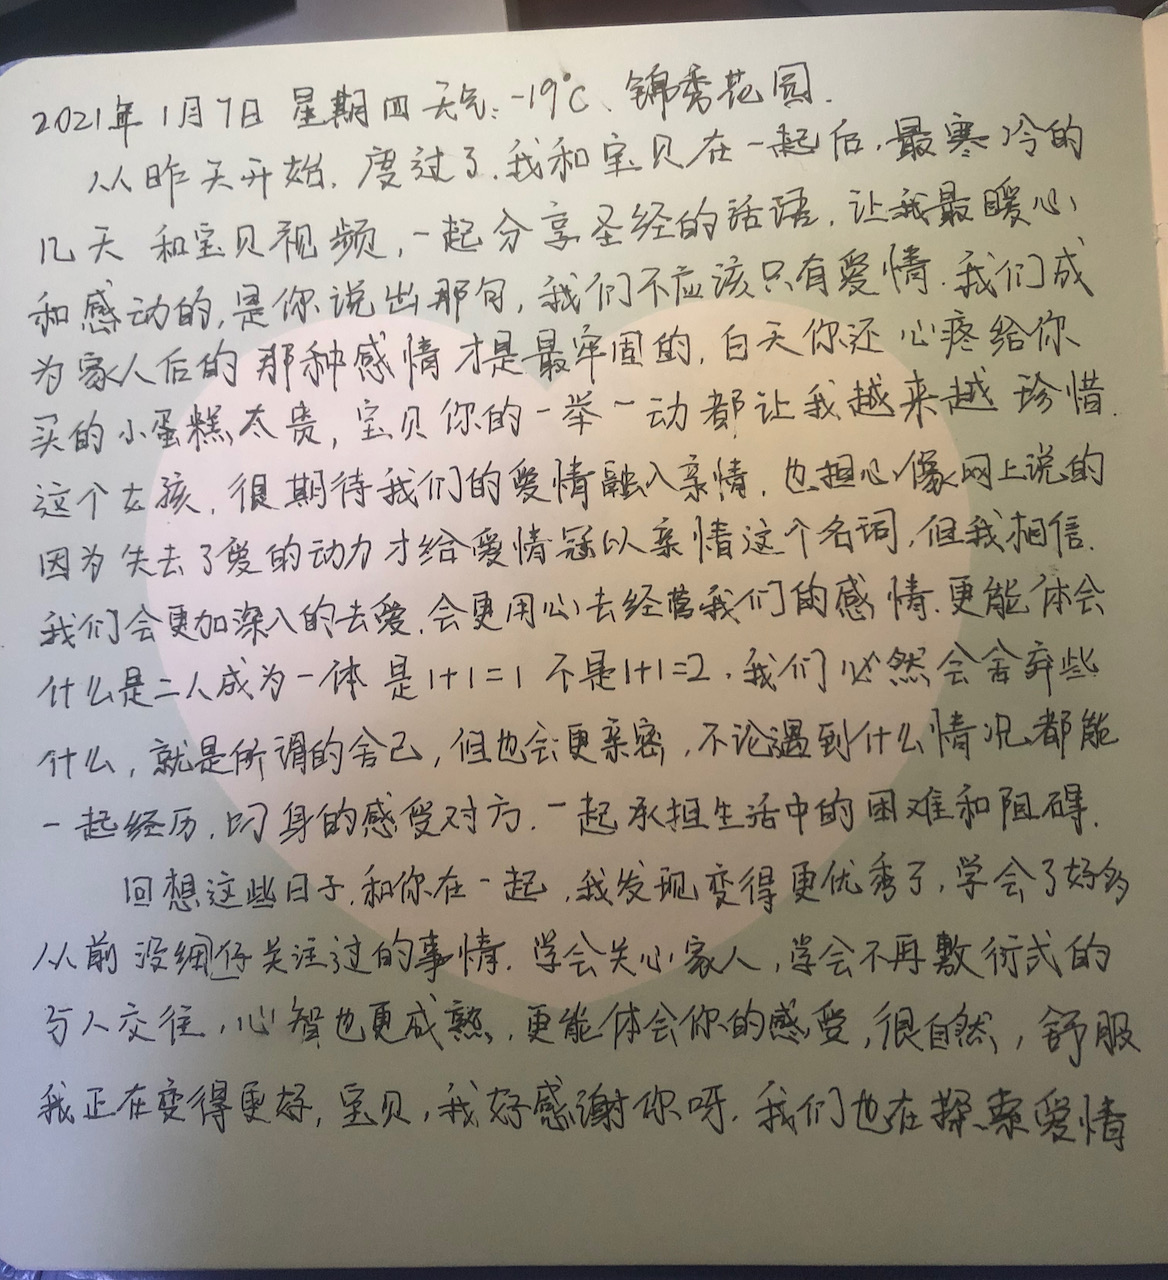 2021年1月7日 星期四 天气:-19℃、锦秀花园.
从昨天开始.度过了.我和宝贝在一起后.最寒冷的
几天 和宝贝视频,一起分享圣经的话语,让我最暖心
和感动的,是你说出那句,我们不应该只有爱情.我们成
为家人后的那种感情才是最牢固的,白天你还心疼给你
买的小蛋糕太贵,宝贝你的一举一动都让我越来越珍惜.
这个女孩,很期待我们的爱情融入亲情,也担心像网上说的
因为失去了爱的动力才给爱情冠以亲情这个名词,但我相信.
我们会更加深入的去爱.会更用心去经营我们的感情.更能体会
什么是二人成为一体 是1+1=1 不是1+1=2.我们必然会舍弃些
什么,就是所谓的舍己,但也会更亲密,不论遇到什么情况都能
一起经历.切身的感受对方.一起承担生活中的困难和阻碍.
回想这些日子.和你在一起,我发现变得更优秀了,学会了好多
从前没细仔关注过的事情.学会关心家人,学会不再敷衍式的
与人交往,心智也更成熟,更能体会你的感受,很自然,舒服
我正在变得更好,宝贝,我好感谢你呀.我们也在探索爱情